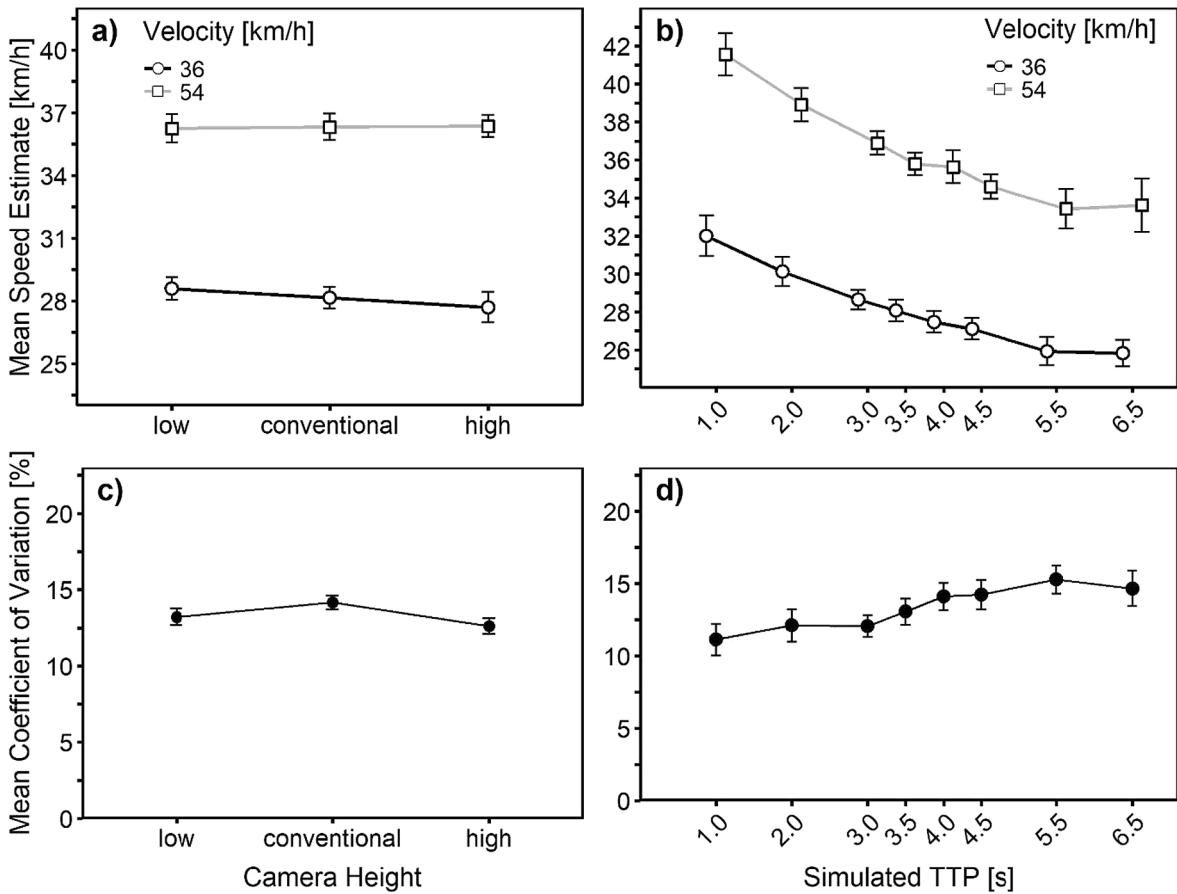 a)
Velocity [km/h]
36
54
Mean Speed Estimate [km/h]
40
37
34
31
28
25
low conventional high
b)
Velocity [km/h]
36
54
42
40
38
36
34
32
30
28
26
1.0 2.0 3.0 3.5 4.0 4.5 5.5 6.5
c)
Mean Coefficient of Variation [%]
20
15
10
5
0
low conventional high
Camera Height
d)
20
15
10
5
0
1.0 2.0 3.0 3.5 4.0 4.5 5.5 6.5
Simulated TTP [s]